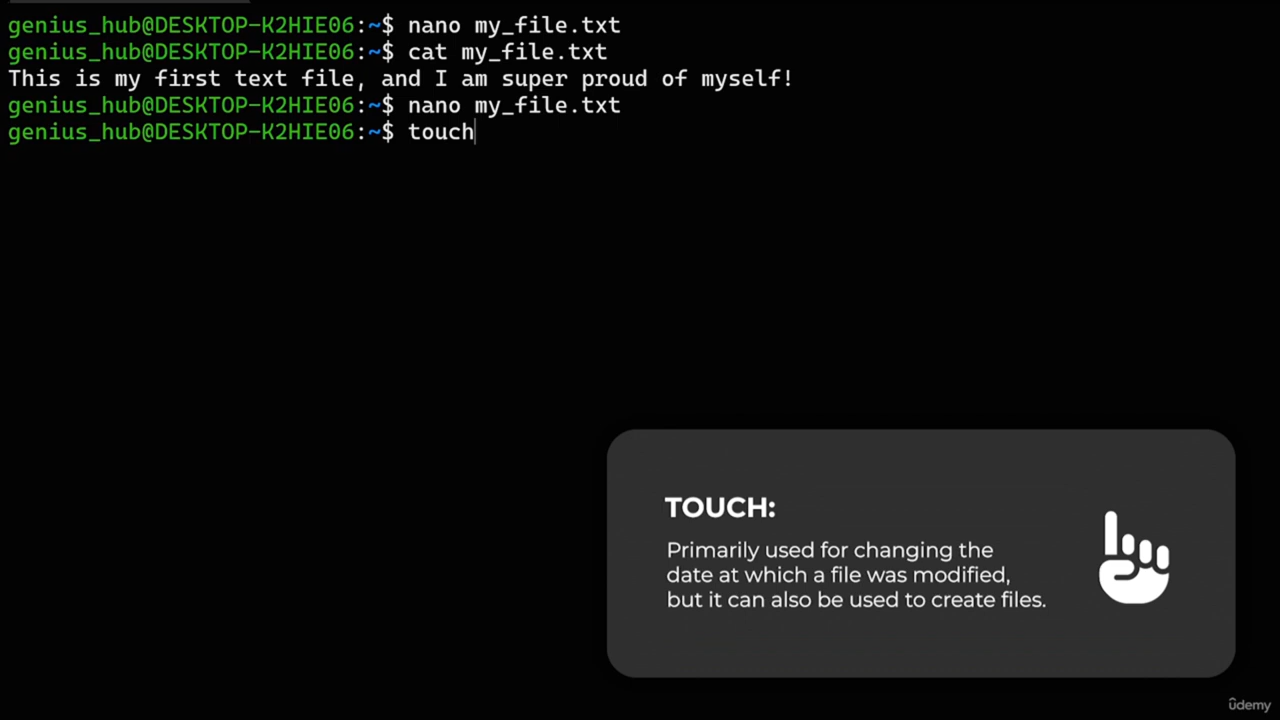 genius_hub@DESKTOP-K2HIE06:~$ nano my_file.txt
genius_hub@DESKTOP-K2HIE06:~$ cat my_file.txt
This is my first text file, and I am super proud of myself!
genius_hub@DESKTOP-K2HIE06:~$ nano my_file.txt
genius_hub@DESKTOP-K2HIE06:~$ touch
TOUCH:
Primarily used for changing the
date at which a file was modified,
but it can also be used to create files.
ûdemy